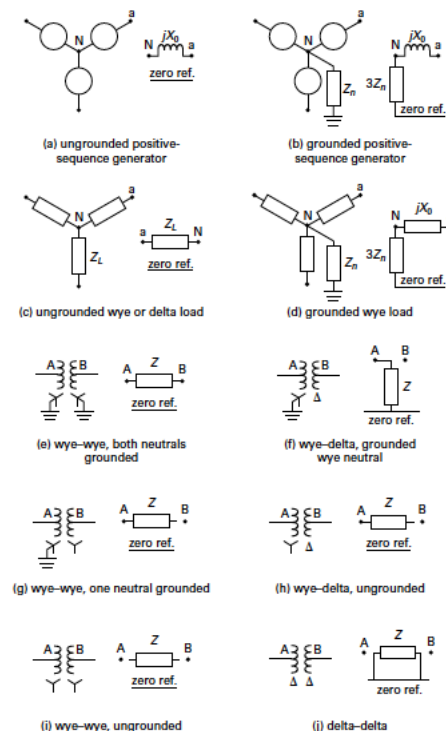 a
N
N jX₀ a
zero ref.
(a) ungrounded positive-
sequence generator
a
N
Zₙ
N jX₀ a
3Zₙ
zero ref.
(b) grounded positive-
sequence generator
a
N
Z_L
a Z_L N
zero ref.
(c) ungrounded wye or delta load
a
N
Zₙ
N jX₀
3Zₙ
zero ref.
(d) grounded wye load
A B
A Z B
zero ref.
(e) wye–wye, both neutrals
grounded
A B
Δ
A B
Z
zero ref.
(f) wye–delta, grounded
wye neutral
A B
A Z B
zero ref.
(g) wye–wye, one neutral grounded
A B
Δ
A Z B
zero ref.
(h) wye–delta, ungrounded
A B
A Z B
zero ref.
(i) wye–wye, ungrounded
A B
Δ Δ
A Z B
zero ref.
(j) delta–delta